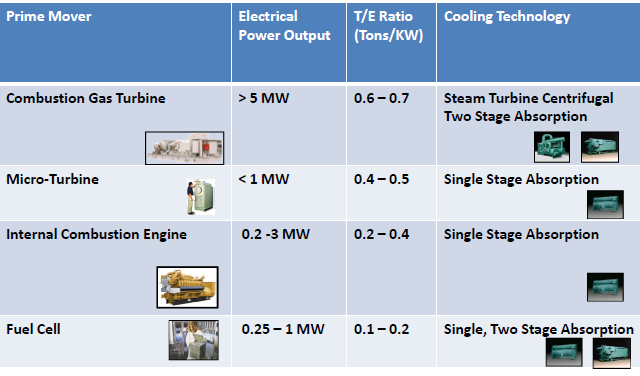 Prime Mover
Electrical
Power Output
T/E Ratio
(Tons/KW)
Cooling Technology
Combustion Gas Turbine
> 5 MW
0.6 – 0.7
Steam Turbine Centrifugal
Two Stage Absorption
Micro-Turbine
< 1 MW
0.4 – 0.5
Single Stage Absorption
Internal Combustion Engine
0.2 -3 MW
0.2 – 0.4
Single Stage Absorption
Fuel Cell
0.25 – 1 MW
0.1 – 0.2
Single, Two Stage Absorption